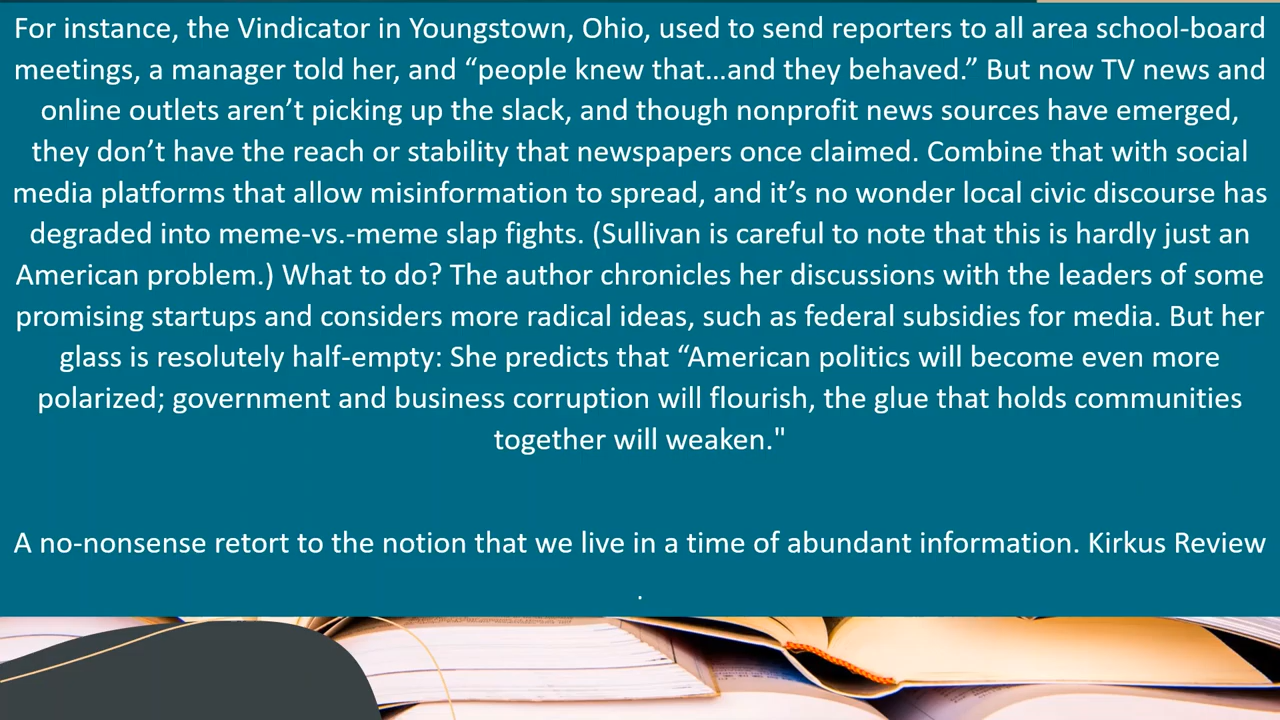 For instance, the Vindicator in Youngstown, Ohio, used to send reporters to all area school-board
meetings, a manager told her, and “people knew that…and they behaved.” But now TV news and
online outlets aren’t picking up the slack, and though nonprofit news sources have emerged,
they don’t have the reach or stability that newspapers once claimed. Combine that with social
media platforms that allow misinformation to spread, and it’s no wonder local civic discourse has
degraded into meme-vs.-meme slap fights. (Sullivan is careful to note that this is hardly just an
American problem.) What to do? The author chronicles her discussions with the leaders of some
promising startups and considers more radical ideas, such as federal subsidies for media. But her
glass is resolutely half-empty: She predicts that “American politics will become even more
polarized; government and business corruption will flourish, the glue that holds communities
together will weaken."
A no-nonsense retort to the notion that we live in a time of abundant information. Kirkus Review
.